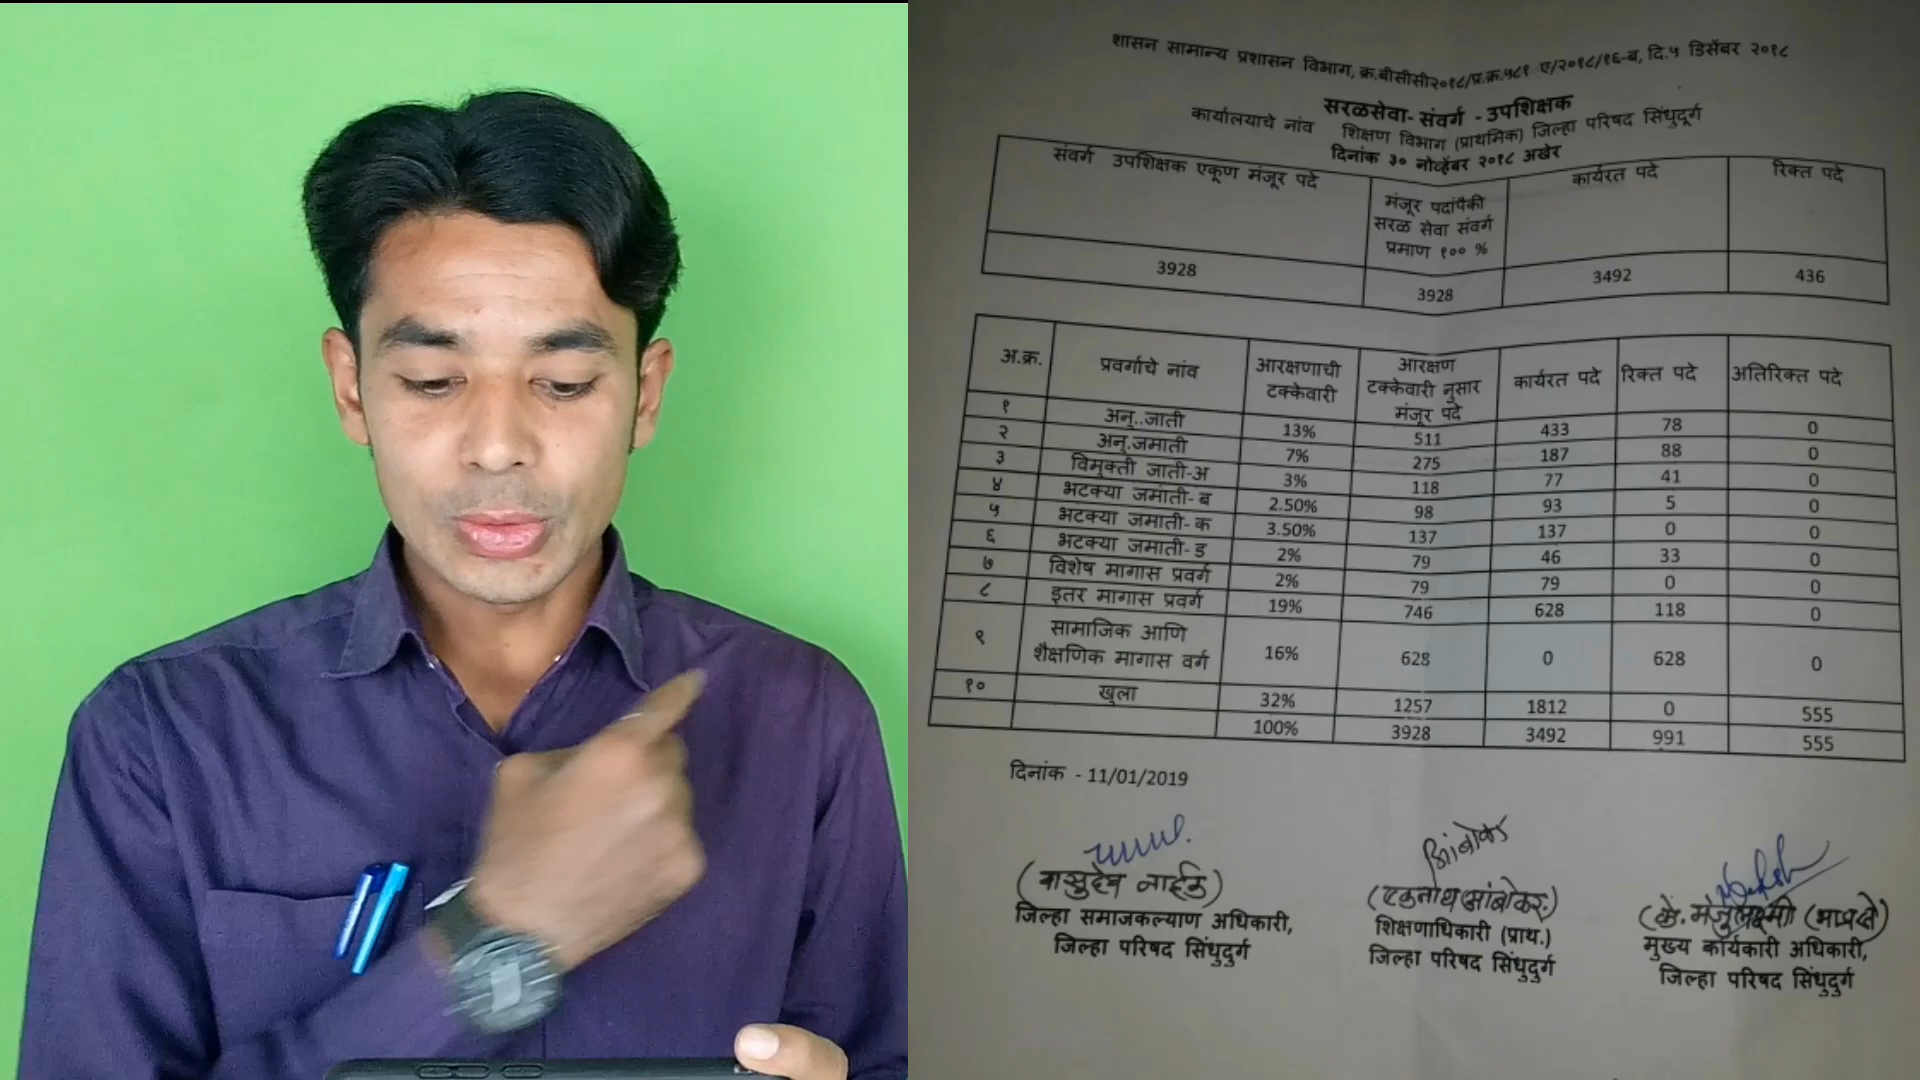 शासन सामान्य प्रशासन विभाग, क्र.बीसीसी२०१८/प्र.क्र.५८१ ए/२०१८/१६-ब, दि.५ डिसेंबर २०१८
सरळसेवा- संवर्ग - उपशिक्षक
कार्यालयाचे नांव शिक्षण विभाग (प्राथमिक) जिल्हा परिषद सिंधुदूर्ग
दिनांक ३० नोव्हेंबर २०१८ अखेर
संवर्ग उपशिक्षक एकूण मंजूर पदे मंजूर पदांपैकी सरळ सेवा संवर्ग प्रमाण १०० % कार्यरत पदे रिक्त पदे
3928 3928 3492 436
अ.क्र. प्रवर्गाचे नांव आरक्षणाची टक्केवारी आरक्षण टक्केवारी नुसार मंजूर पदे कार्यरत पदे रिक्त पदे अतिरिक्त पदे
१ अनु..जाती 13% 511 433 78 0
२ अनु.जमाती 7% 275 187 88 0
३ विमुक्ती जाती-अ 3% 118 77 41 0
४ भटक्या जमाती- ब 2.50% 98 93 5 0
५ भटक्या जमाती- क 3.50% 137 137 0 0
६ भटक्या जमाती- ड 2% 79 46 33 0
७ विशेष मागास प्रवर्ग 2% 79 79 0 0
८ इतर मागास प्रवर्ग 19% 746 628 118 0
९ सामाजिक आणि शैक्षणिक मागास वर्ग 16% 628 0 628 0
१० खुला 32% 1257 1812 0 555
100% 3928 3492 991 555
दिनांक - 11/01/2019
(एकनाथ आंबोकर)
जिल्हा समाजकल्याण अधिकारी, शिक्षणाधिकारी (प्राथ.) मुख्य कार्यकारी अधिकारी,
जिल्हा परिषद सिंधुदुर्ग जिल्हा परिषद सिंधुदुर्ग जिल्हा परिषद सिंधुदुर्ग